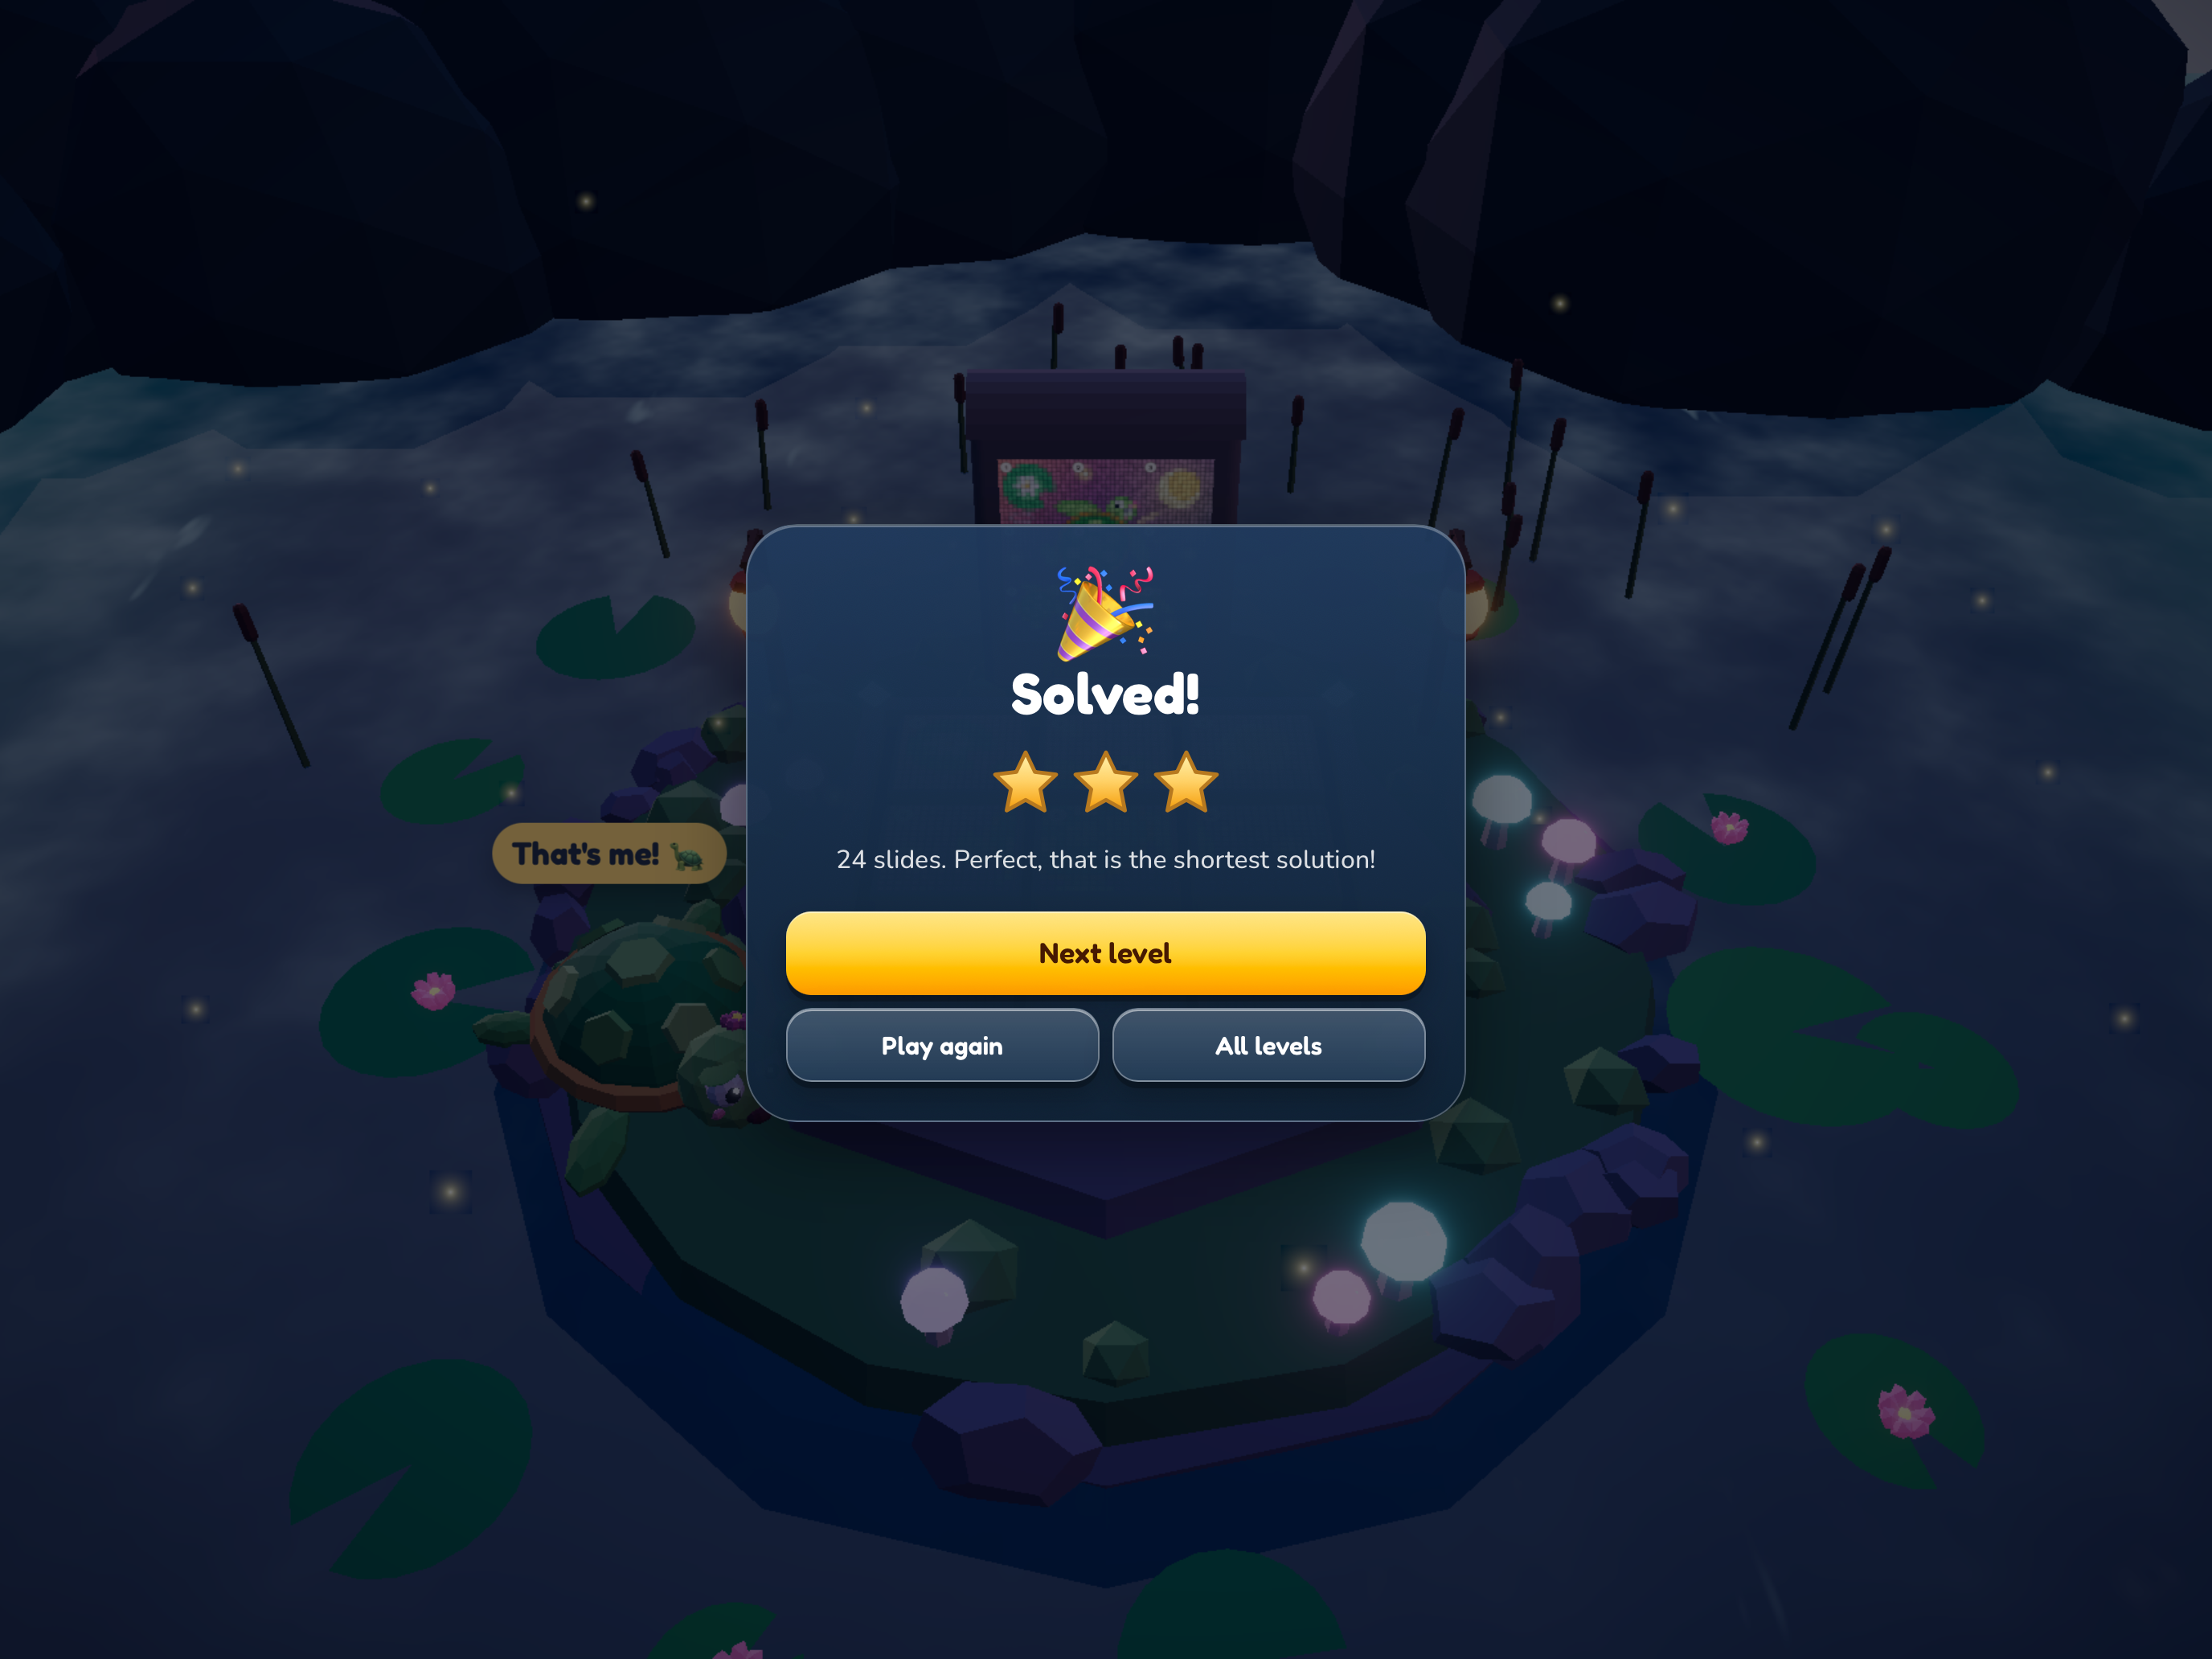 Solved!
24 slides. Perfect, that is the shortest solution!
That's me! 🐢
Next level
Play again
All levels